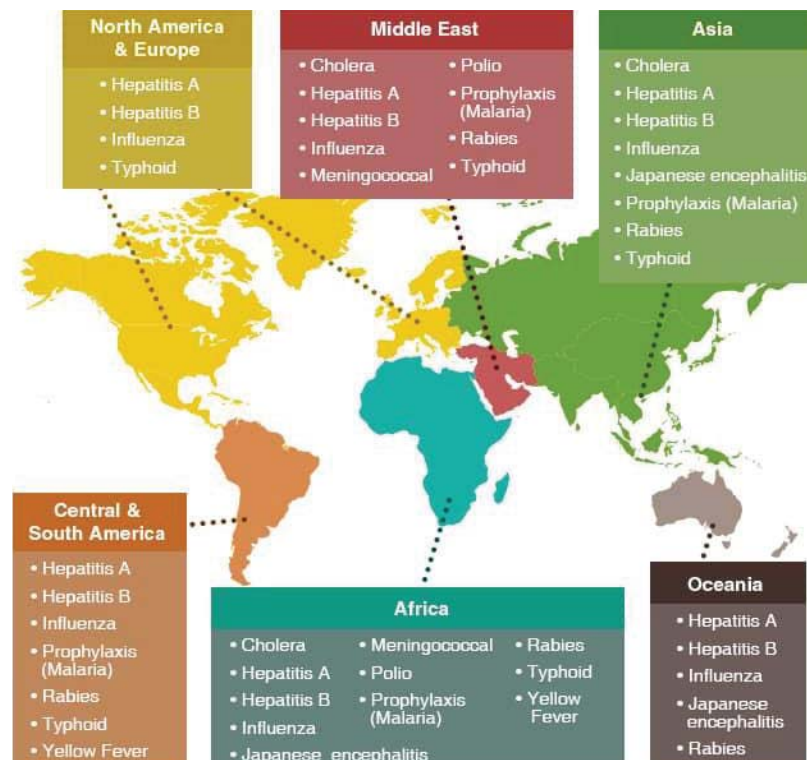 North America
& Europe
• Hepatitis A
• Hepatitis B
• Influenza
• Typhoid
Middle East
• Cholera
• Hepatitis A
• Hepatitis B
• Influenza
• Meningococcal
• Polio
• Prophylaxis
(Malaria)
• Rabies
• Typhoid
Asia
• Cholera
• Hepatitis A
• Hepatitis B
• Influenza
• Japanese encephalitis
• Prophylaxis (Malaria)
• Rabies
• Typhoid
Central &
South America
• Hepatitis A
• Hepatitis B
• Influenza
• Prophylaxis
(Malaria)
• Rabies
• Typhoid
• Yellow Fever
Africa
• Cholera
• Hepatitis A
• Hepatitis B
• Influenza
• Japanese encephalitis
• Meningococcal
• Polio
• Prophylaxis
(Malaria)
• Rabies
• Typhoid
• Yellow
Fever
Oceania
• Hepatitis A
• Hepatitis B
• Influenza
• Japanese
encephalitis
• Rabies